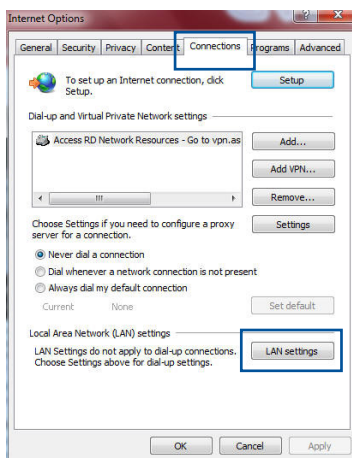 Internet Options
General Security Privacy Content Connections Programs Advanced
To set up an Internet connection, click
Setup.
Setup
Dial-up and Virtual Private Network settings
Access RD Network Resources - Go to vpn.as
Add...
Add VPN...
Remove...
Choose Settings if you need to configure a proxy
server for a connection.
Settings
Never dial a connection
Dial whenever a network connection is not present
Always dial my default connection
Current None
Set default
Local Area Network (LAN) settings
LAN Settings do not apply to dial-up connections.
Choose Settings above for dial-up settings.
LAN settings
OK Cancel Apply